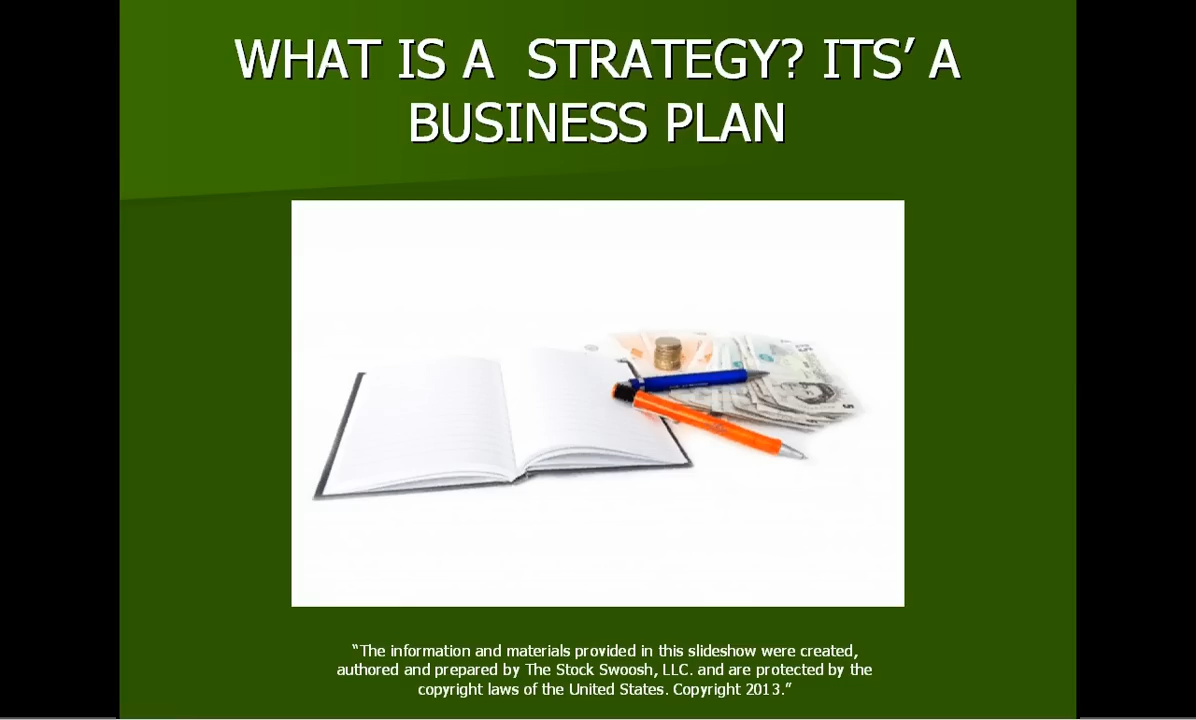 WHAT IS A STRATEGY? ITS’ A
BUSINESS PLAN
“The information and materials provided in this slideshow were created,
authored and prepared by The Stock Swoosh, LLC. and are protected by the
copyright laws of the United States. Copyright 2013.”